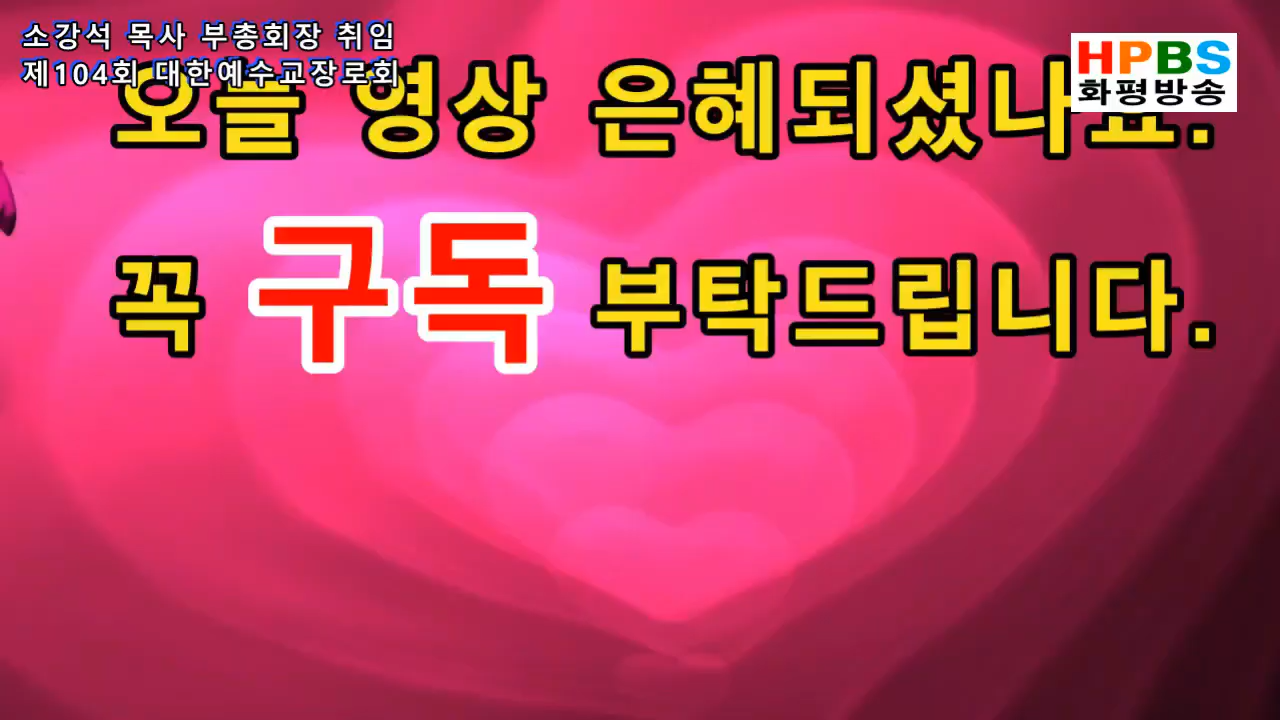 소강석 목사 부총회장 취임
제104회 대한예수교장로회
HPBS
화평방송
오늘 영상 은혜되셨나요.
꼭 구독 부탁드립니다.